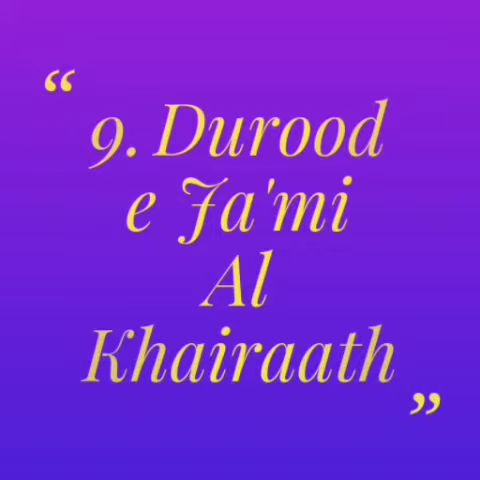 “
9. Durood
e Ja'mi
Al
Khairaath
”